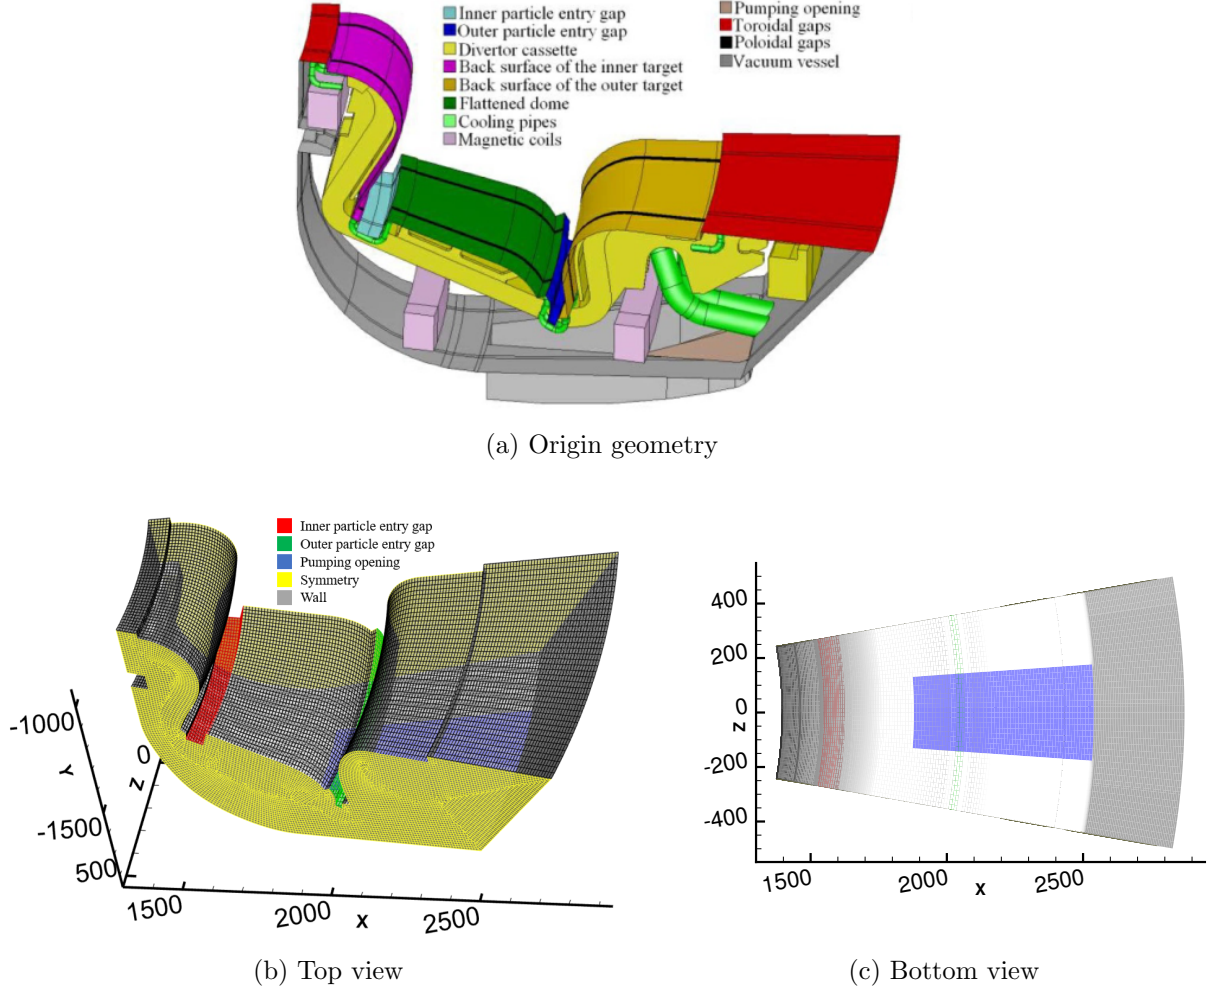 Inner particle entry gap
Outer particle entry gap
Divertor cassette
Back surface of the inner target
Back surface of the outer target
Flattened dome
Cooling pipes
Magnetic coils
Pumping opening
Toroidal gaps
Poloidal gaps
Vacuum vessel
(a) Origin geometry
Inner particle entry gap
Outer particle entry gap
Pumping opening
Symmetry
Wall
-1000
Y
0
Z
-1500
500
1500
2000
X
2500
(b) Top view
400
200
0
Z
-200
-400
1500
2000
X
2500
(c) Bottom view